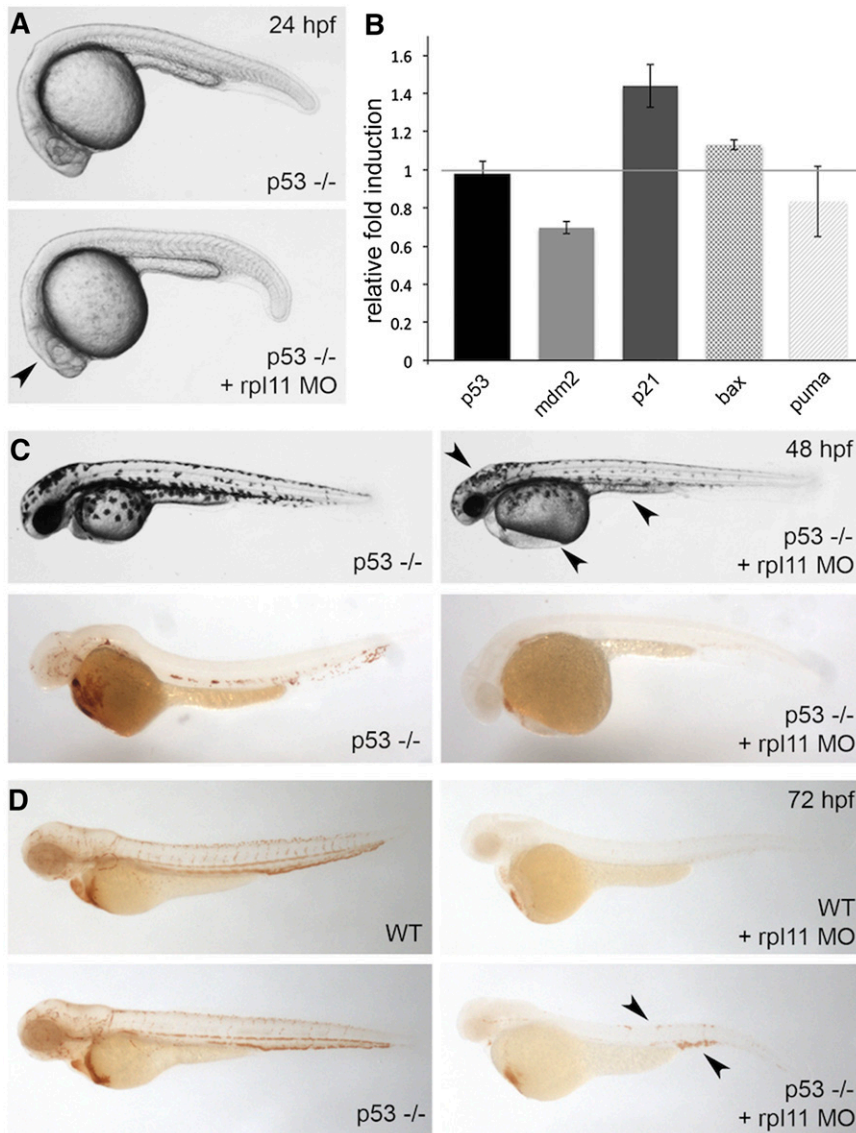 A
24 hpf
p53 -/-
p53 -/-
+ rpl11 MO
B
relative fold induction
1.6
1.4
1.2
1
0.8
0.6
0.4
0.2
0
p53
mdm2
p21
bax
puma
C
p53 -/-
48 hpf
p53 -/-
+ rpl11 MO
p53 -/-
p53 -/-
+ rpl11 MO
D
WT
72 hpf
WT
+ rpl11 MO
p53 -/-
p53 -/-
+ rpl11 MO